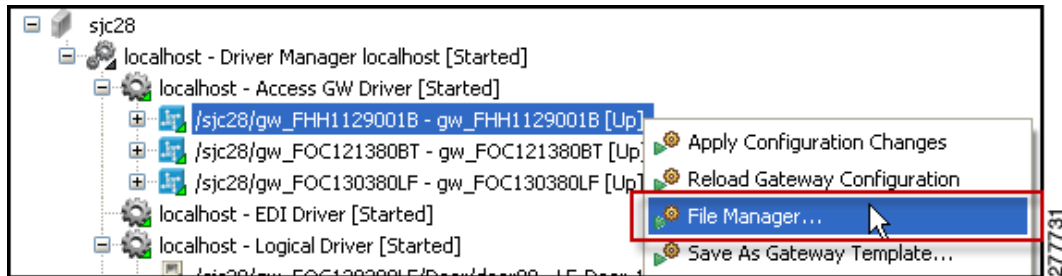 sjc28
localhost - Driver Manager localhost [Started]
localhost - Access GW Driver [Started]
/sjc28/gw_FHH1129001B - gw_FHH1129001B [Up]
/sjc28/gw_FOC121380BT - gw_FOC121380BT [Up]
/sjc28/gw_FOC130380LF - gw_FOC130380LF [Up]
localhost - EDI Driver [Started]
localhost - Logical Driver [Started]
Apply Configuration Changes
Reload Gateway Configuration
File Manager...
Save As Gateway Template...
277731